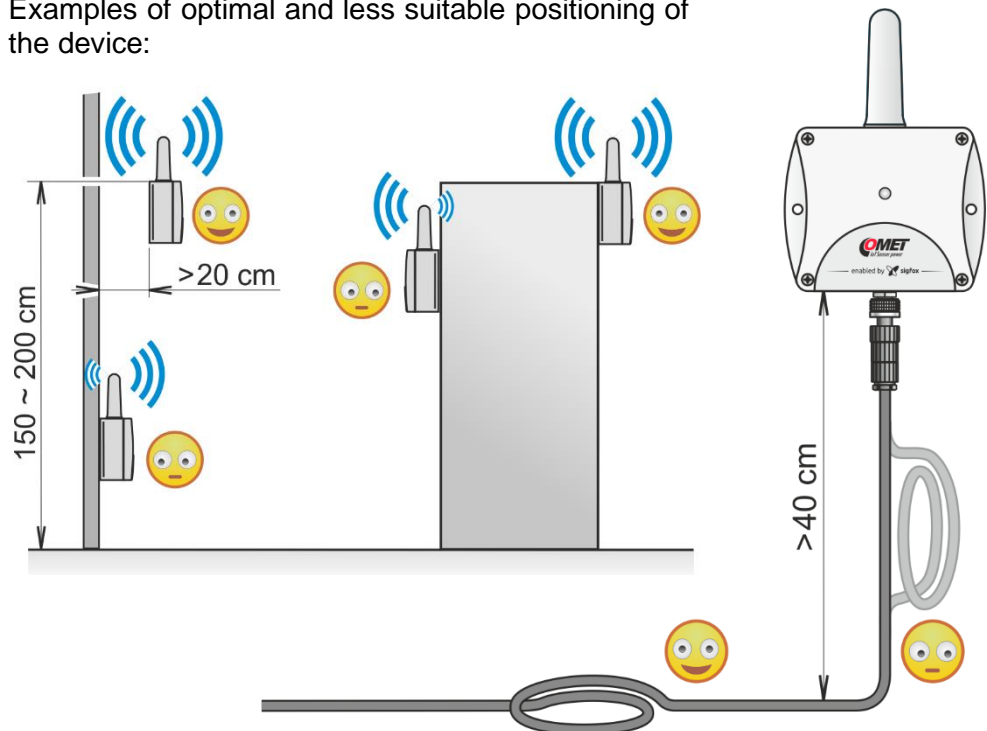 Examples of optimal and less suitable positioning of
the device:
>20 cm
150 ~ 200 cm
COMET
IoT Sensor power
enabled by sigfox
>40 cm